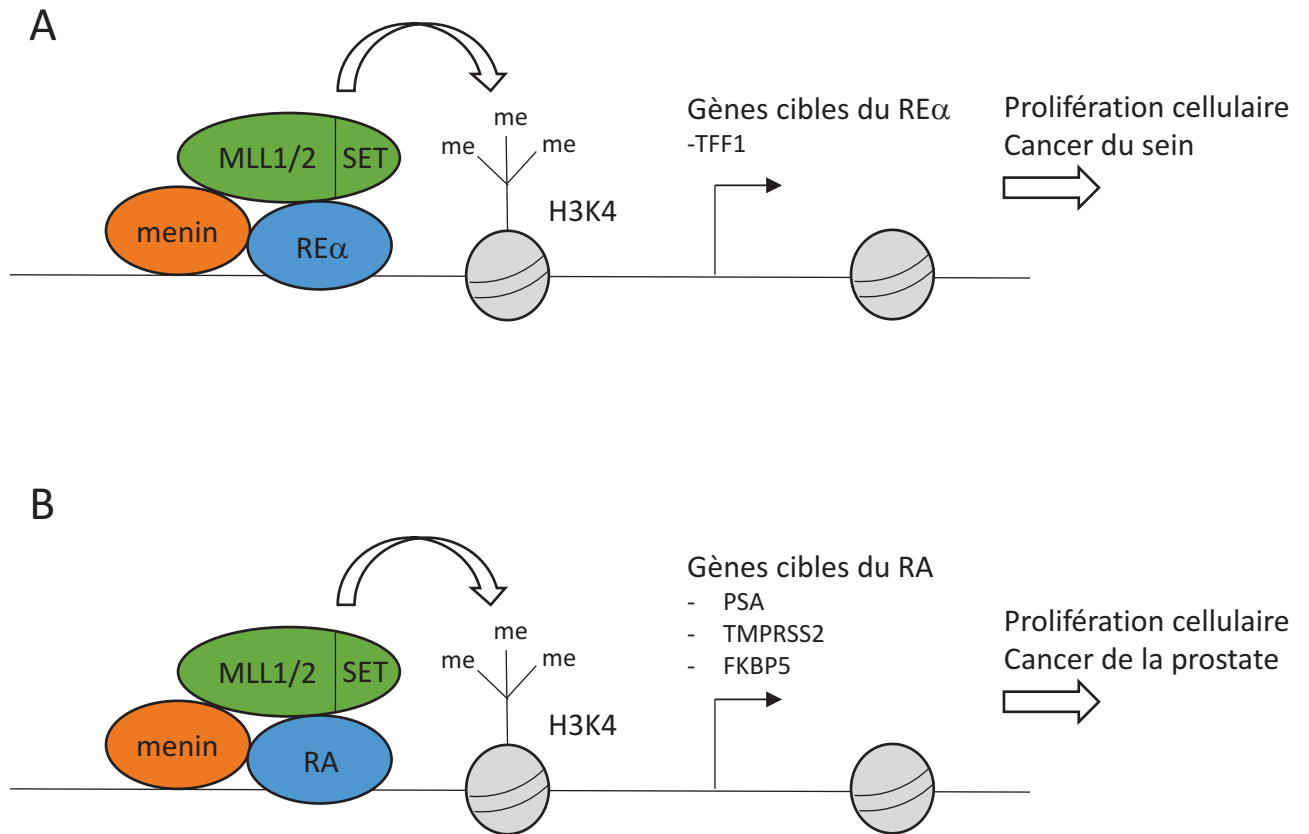 A
MLL1/2 SET
menin
REα
me
me
me
H3K4
Gènes cibles du REα
-TFF1
Prolifération cellulaire
Cancer du sein
B
MLL1/2 SET
menin
RA
me
me
me
H3K4
Gènes cibles du RA
- PSA
- TMPRSS2
- FKBP5
Prolifération cellulaire
Cancer de la prostate